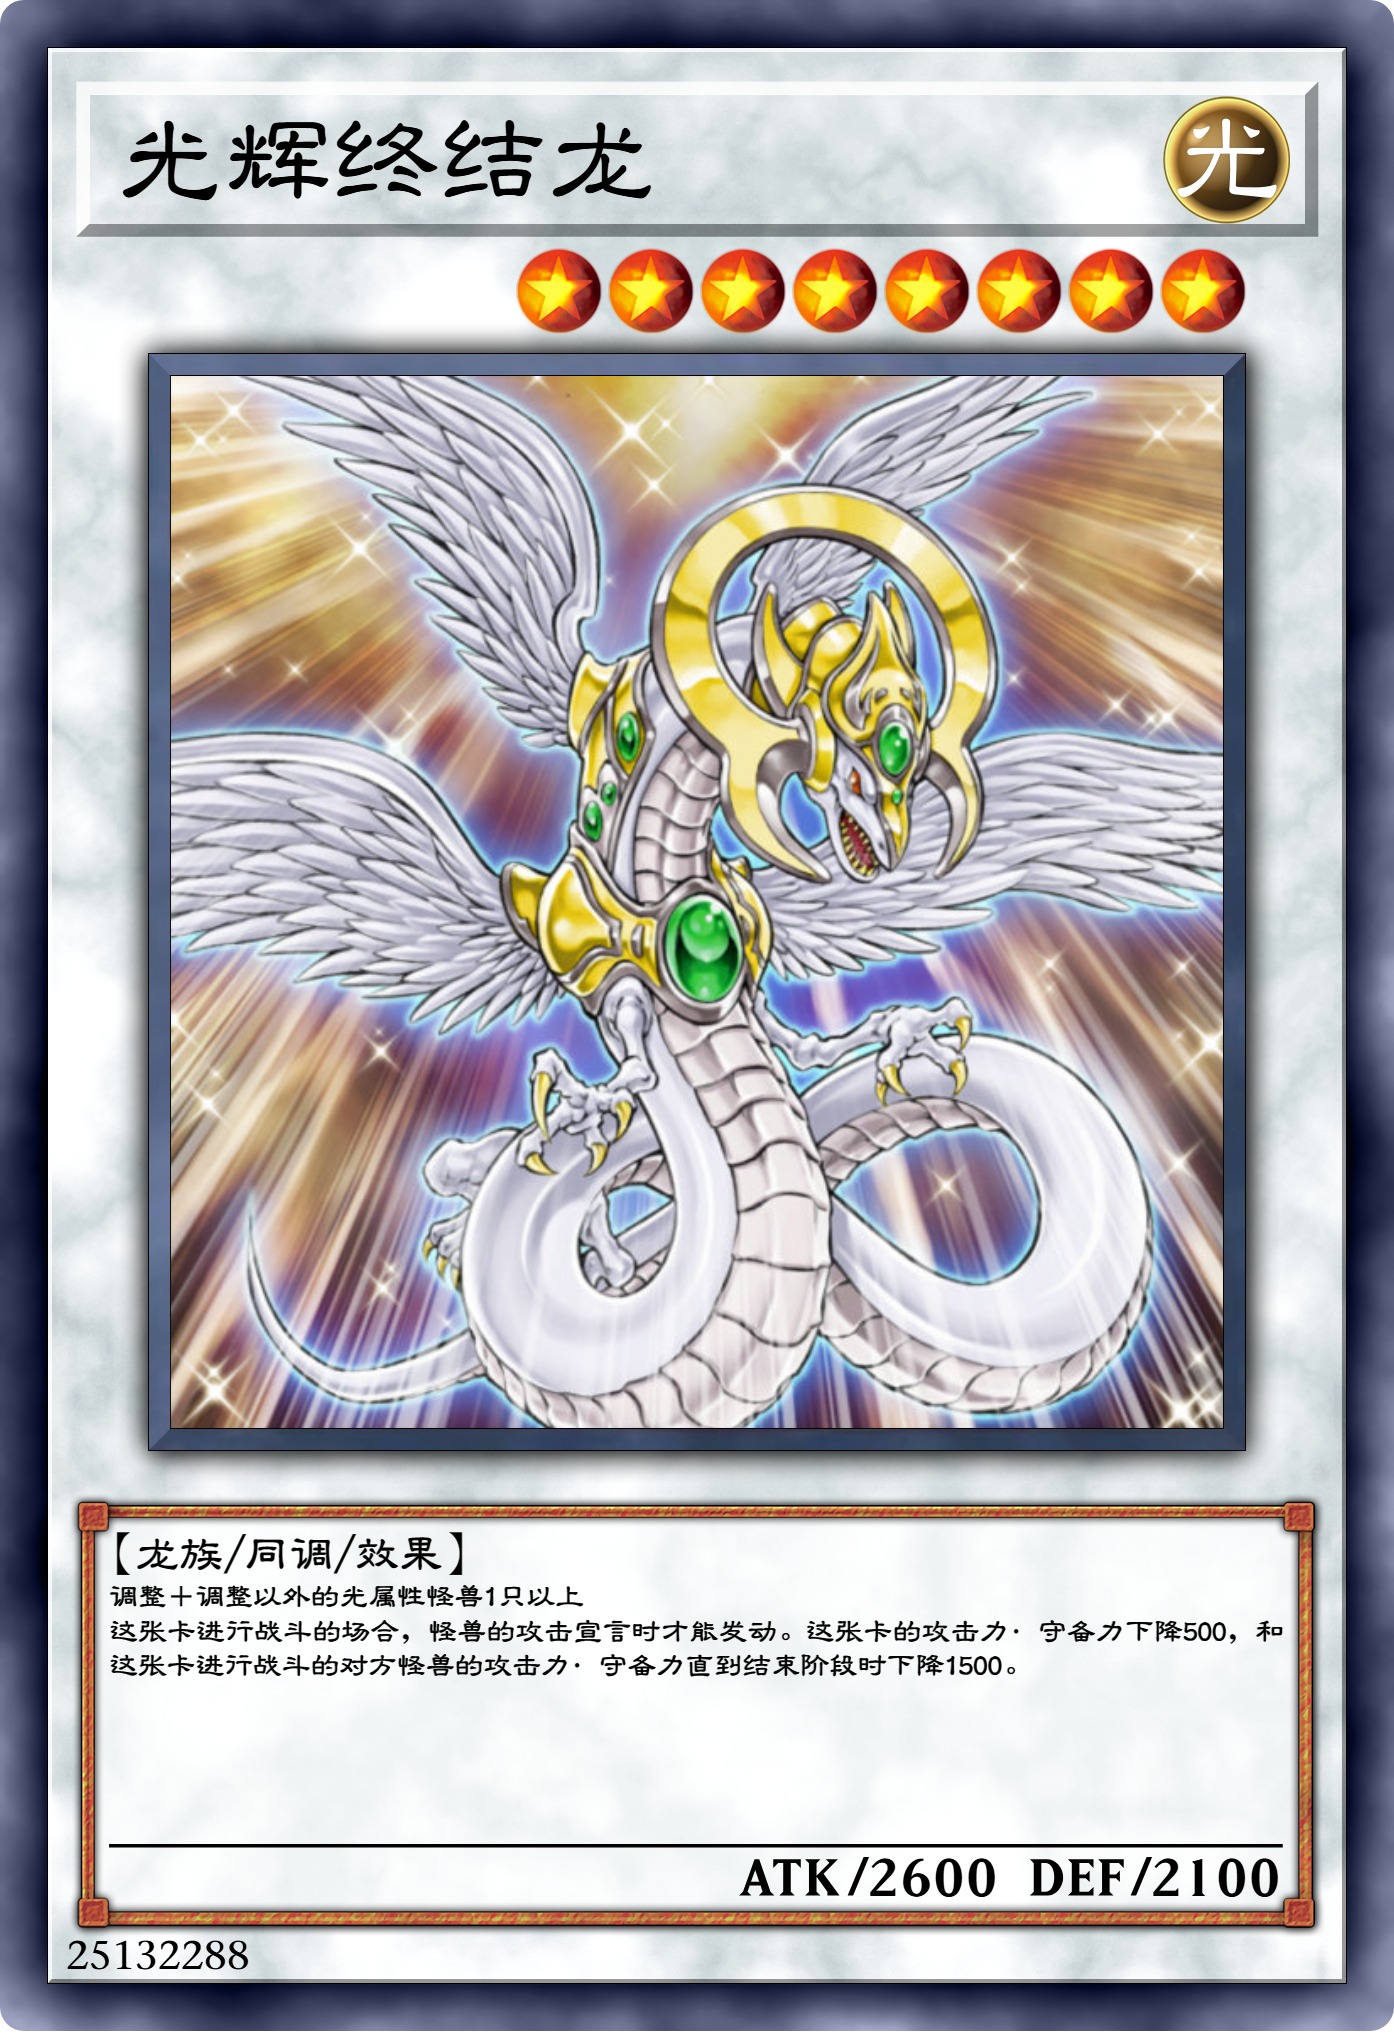 光辉终结龙
光
【龙族/同调/效果】
调整＋调整以外的光属性怪兽1只以上
这张卡进行战斗的场合，怪兽的攻击宣言时才能发动。这张卡的攻击力·守备力下降500，和
这张卡进行战斗的对方怪兽的攻击力·守备力直到结束阶段时下降1500。
ATK/2600 DEF/2100
25132288